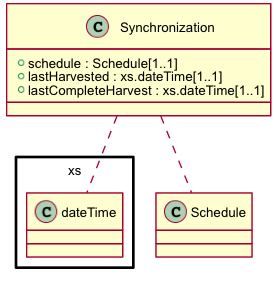 C Synchronization
schedule : Schedule[1..1]
lastHarvested : xs.dateTime[1..1]
lastCompleteHarvest : xs.dateTime[1..1]
xs
C dateTime
C Schedule